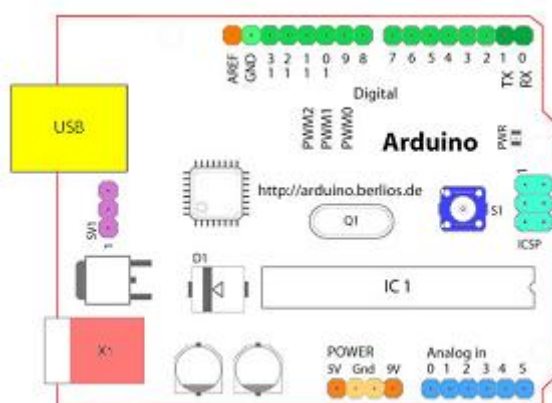 AREF GND 13 12 11 10 9 8 7 6 5 4 3 2 1 0
TX RX
Digital
PWM2 PWM1 PWM0
Arduino
PWR
USB
http://arduino.berlios.de
1
S1
Q1
SV1
1
ICSP
D1
IC 1
X1
POWER
5V Gnd 9V
Analog in
0 1 2 3 4 5